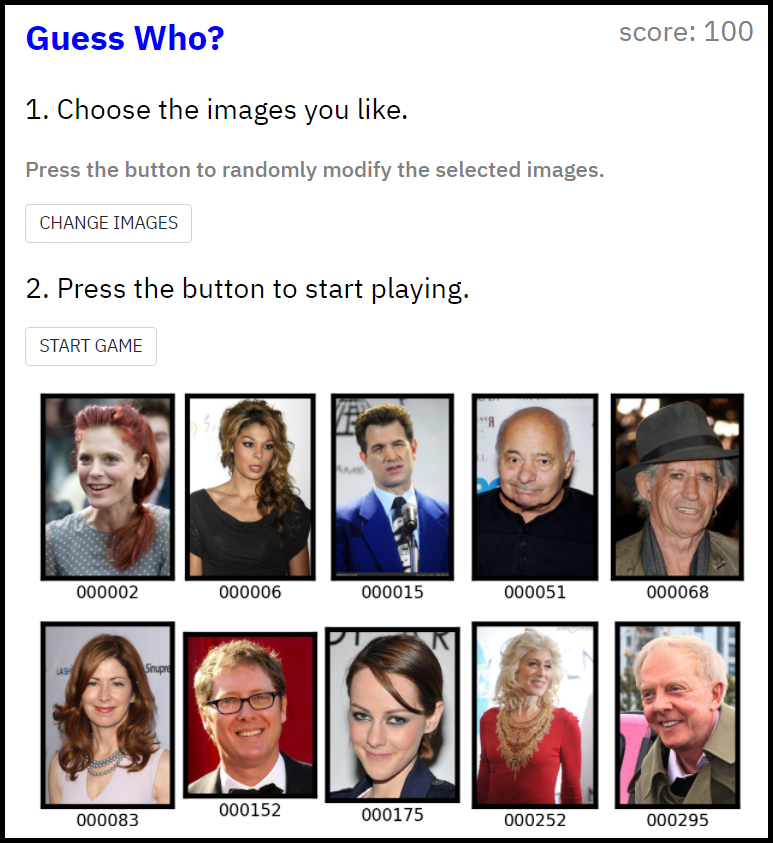 Guess Who?
score: 100
1. Choose the images you like.
Press the button to randomly modify the selected images.
CHANGE IMAGES
2. Press the button to start playing.
START GAME
000002 000006 000015 000051 000068
Sinupre
000083 000152 000175 000252 000295